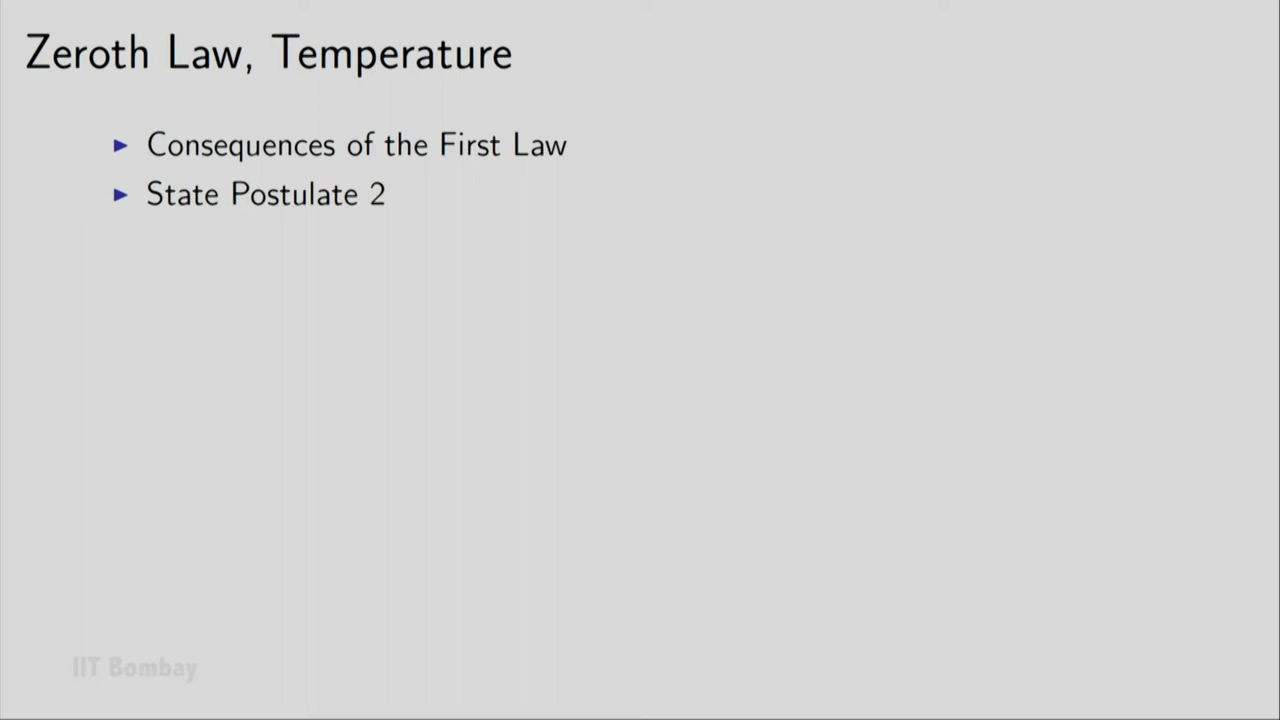 Zeroth Law, Temperature
▶ Consequences of the First Law
▶ State Postulate 2
IIT Bombay